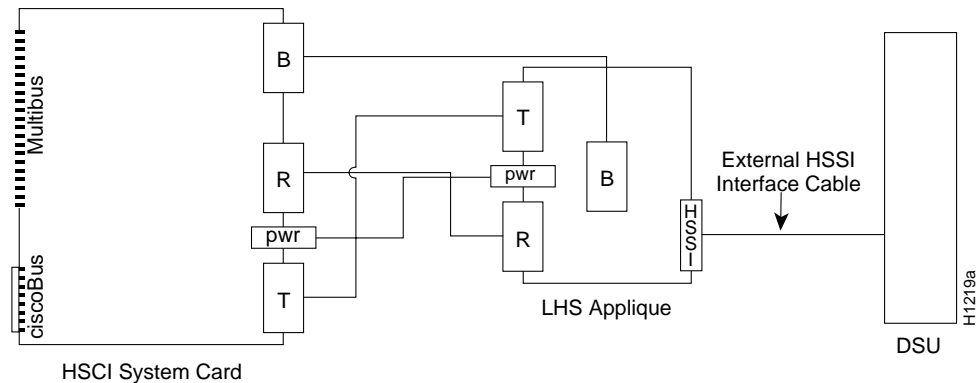 Multibus
ciscoBus
B
R
pwr
T
HSCI System Card
T
pwr
R
B
HSSI
LHS Applique
External HSSI
Interface Cable
DSU
H1219a